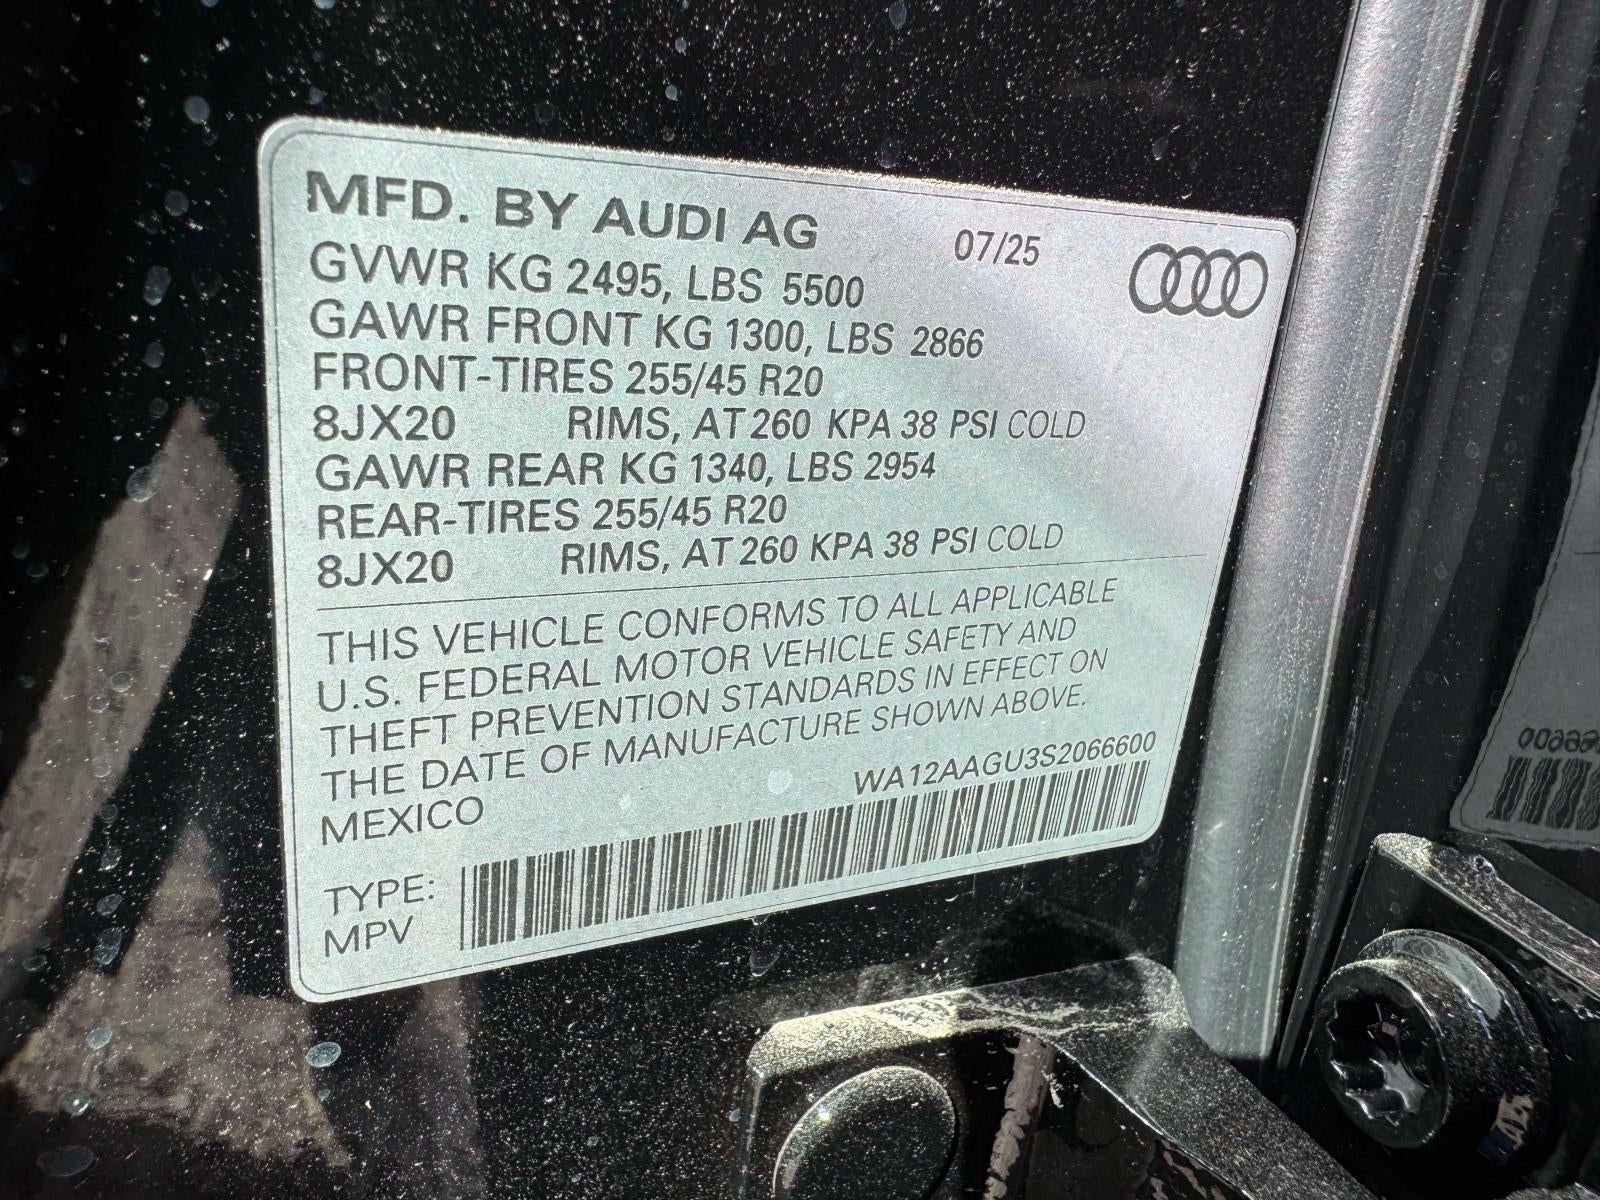 MFD. BY AUDI AG 07/25
GVWR KG 2495, LBS 5500
GAWR FRONT KG 1300, LBS 2866
FRONT-TIRES 255/45 R20
8JX20 RIMS, AT 260 KPA 38 PSI COLD
GAWR REAR KG 1340, LBS 2954
REAR-TIRES 255/45 R20
8JX20 RIMS, AT 260 KPA 38 PSI COLD
THIS VEHICLE CONFORMS TO ALL APPLICABLE
U.S. FEDERAL MOTOR VEHICLE SAFETY AND
THEFT PREVENTION STANDARDS IN EFFECT ON
THE DATE OF MANUFACTURE SHOWN ABOVE.
MEXICO
WA12AAGU3S2066600
TYPE:
MPV